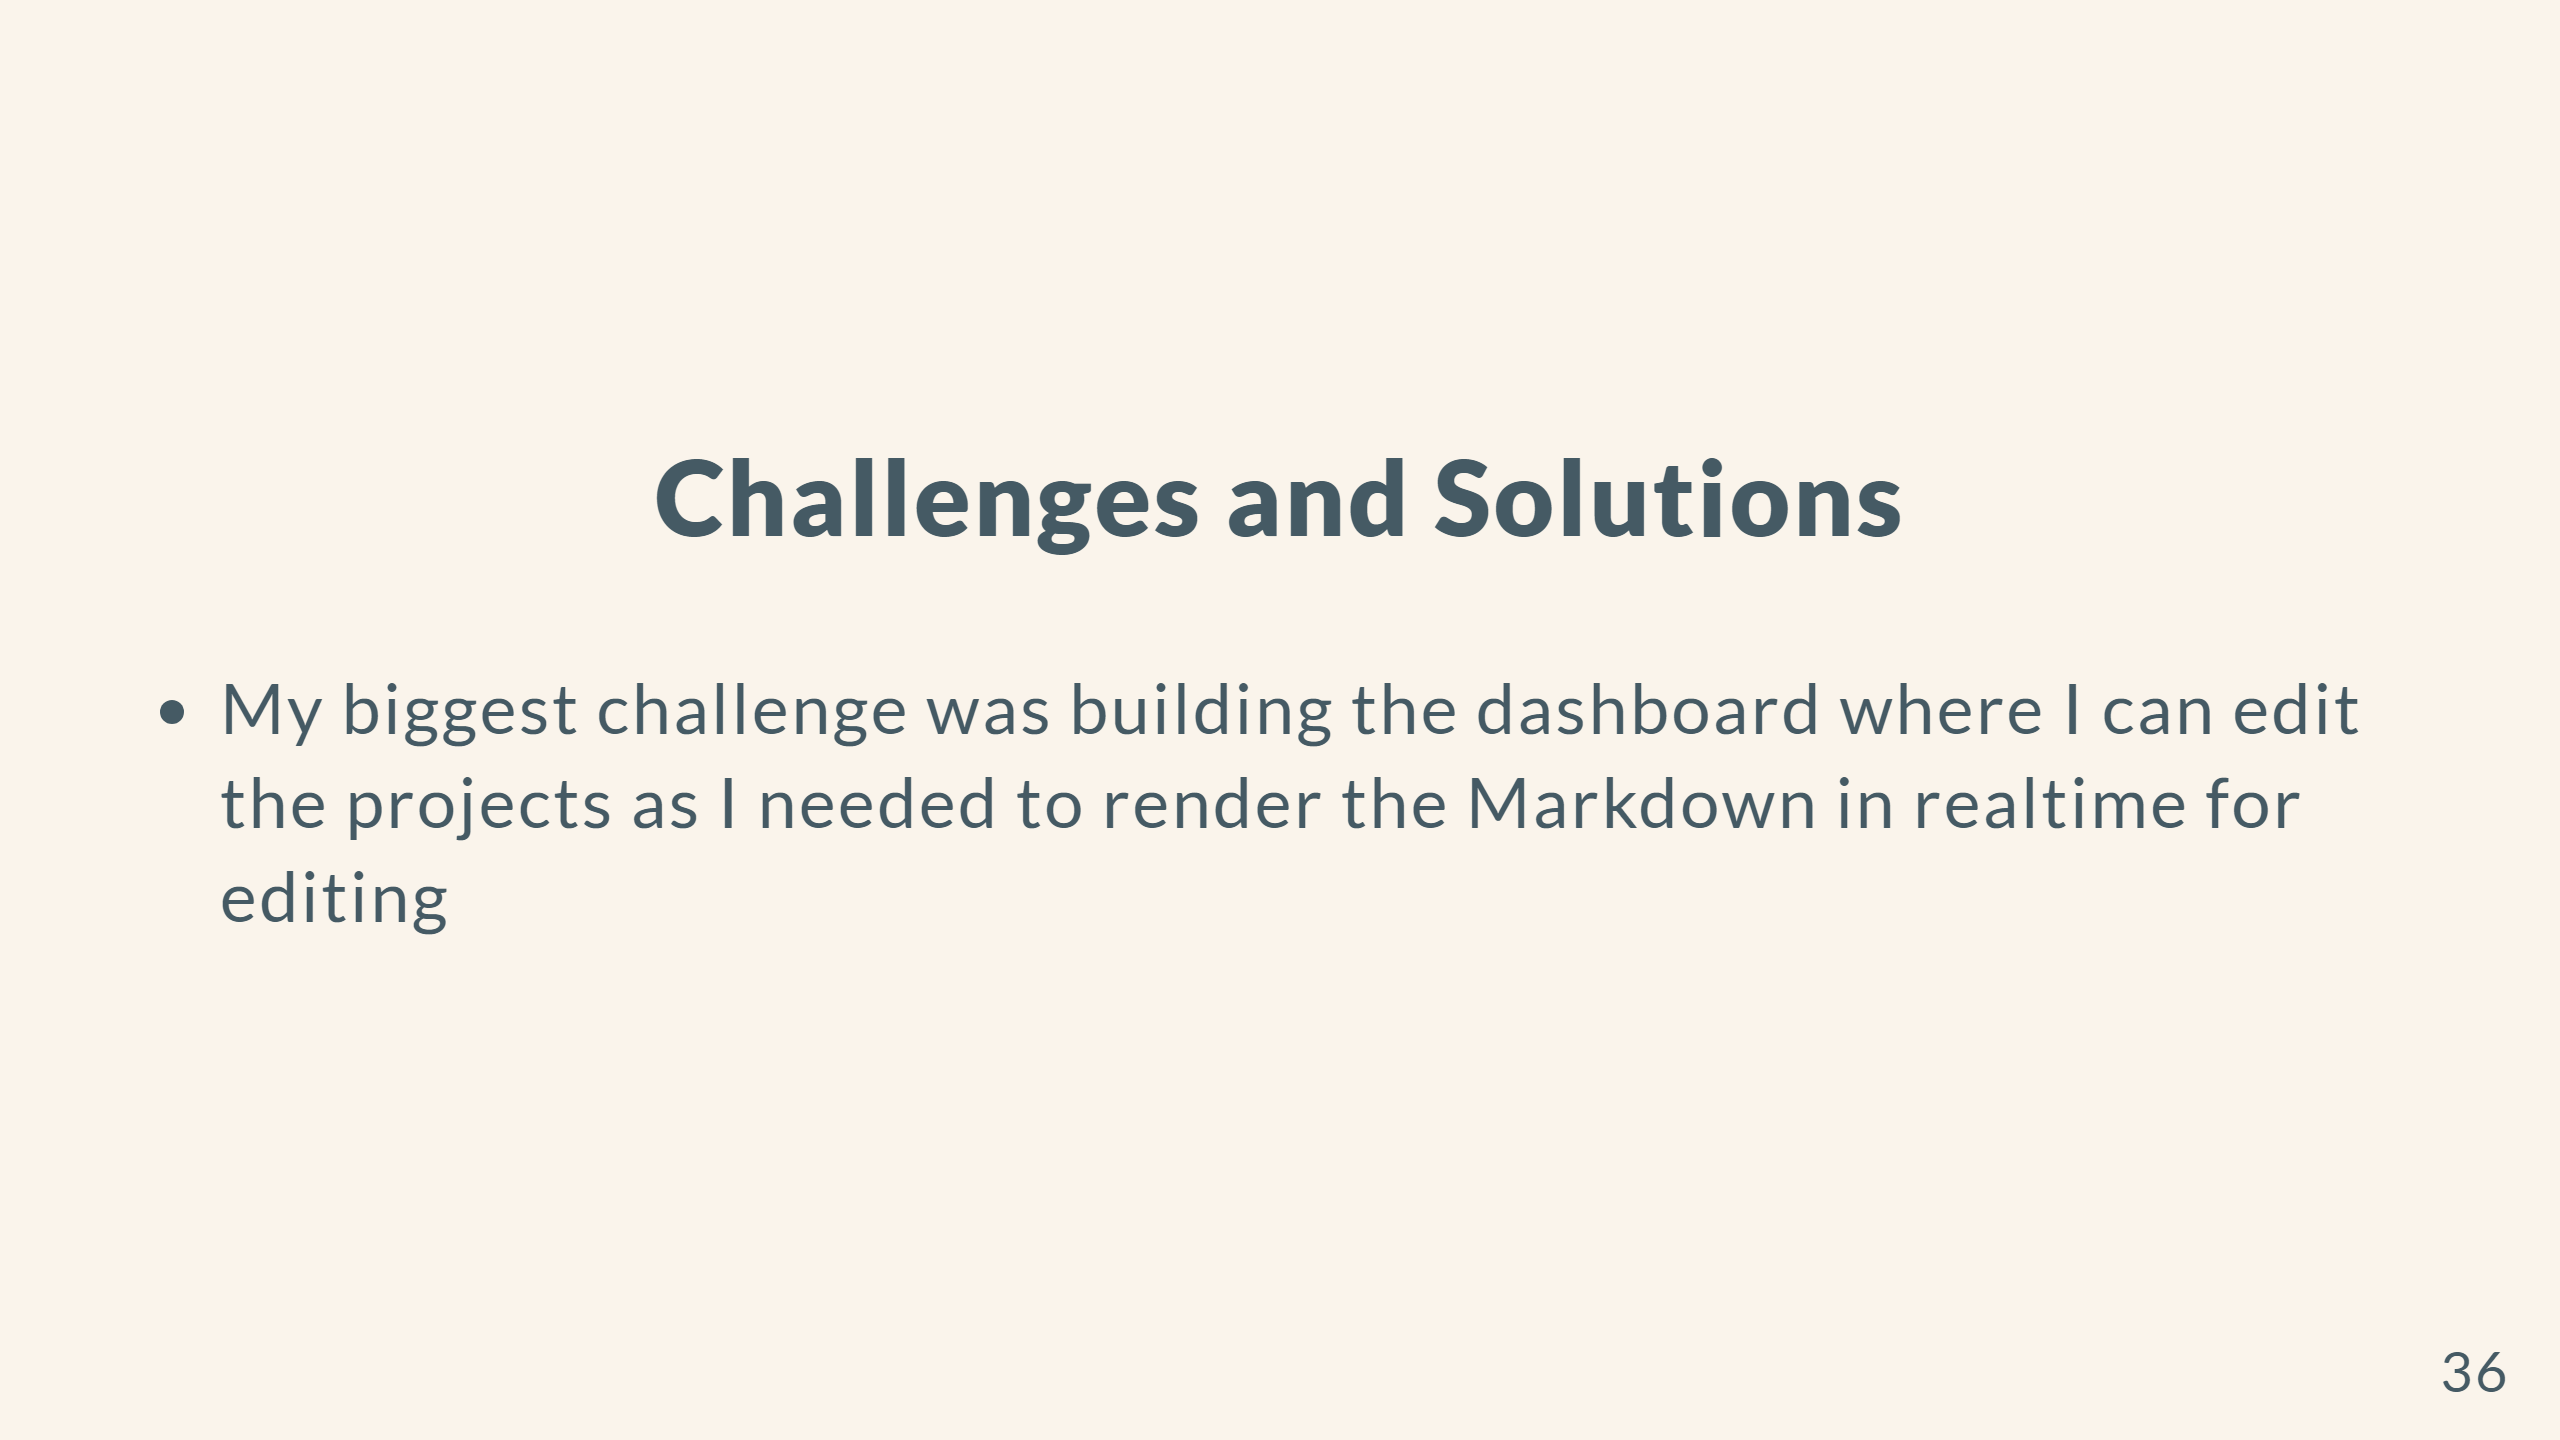 Challenges and Solutions
• My biggest challenge was building the dashboard where I can edit
the projects as I needed to render the Markdown in realtime for
editing
36